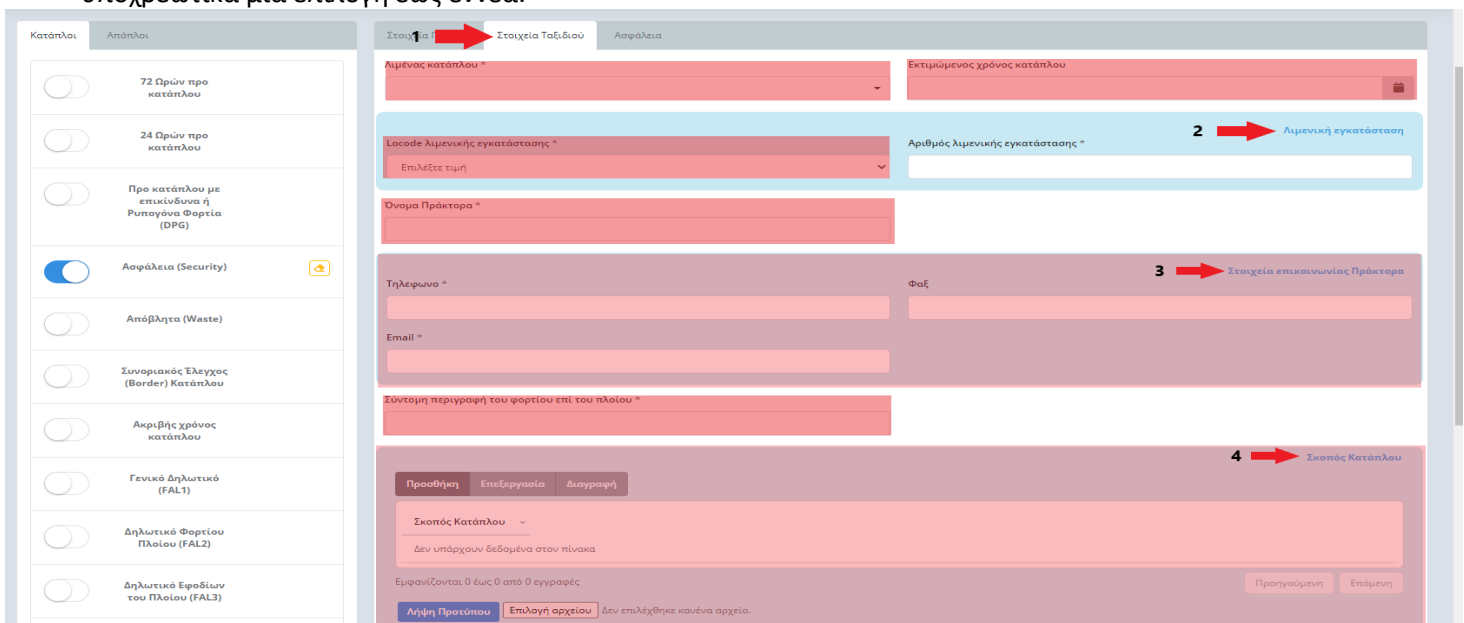 υποχρεωτικά μία επιλογή έως εννέα.
Κατάπλοι Απόπλοι
72 Ωρών προ
κατάπλου
24 Ωρών προ
κατάπλου
Προ κατάπλου με
επικίνδυνα ή
Ρυπογόνα Φορτία
(DPG)
Ασφάλεια (Security)
Απόβλητα (Waste)
Συνοριακός Έλεγχος
(Border) Κατάπλου
Ακριβής χρόνος
κατάπλου
Γενικό Δηλωτικό
(FAL1)
Δηλωτικό Φορτίου
Πλοίου (FAL2)
Δηλωτικό Εφοδίων
του Πλοίου (FAL3)
Στοιχεία 1 Στοιχεία Ταξιδιού Ασφάλεια
Λιμένας κατάπλου * Εκτιμώμενος χρόνος κατάπλου
2 Λιμενική εγκατάσταση
Locode λιμενικής εγκατάστασης * Αριθμός λιμενικής εγκατάστασης *
Επιλέξτε τιμή
Όνομα Πράκτορα *
3 Στοιχεία επικοινωνίας Πράκτορα
Τηλεφωνο * Φαξ
Email *
Σύντομη περιγραφή του φορτίου επί του πλοίου *
4 Σκοπός Κατάπλου
Προσθήκη Επεξεργασία Διαγραφή
Σκοπός Κατάπλου
Δεν υπάρχουν δεδομένα στον πίνακα
Εμφανίζονται 0 έως 0 από 0 εγγραφές Προηγούμενη Επόμενη
Λήψη Προτύπου Επιλογή αρχείου Δεν επιλέχθηκε κανένα αρχείο.